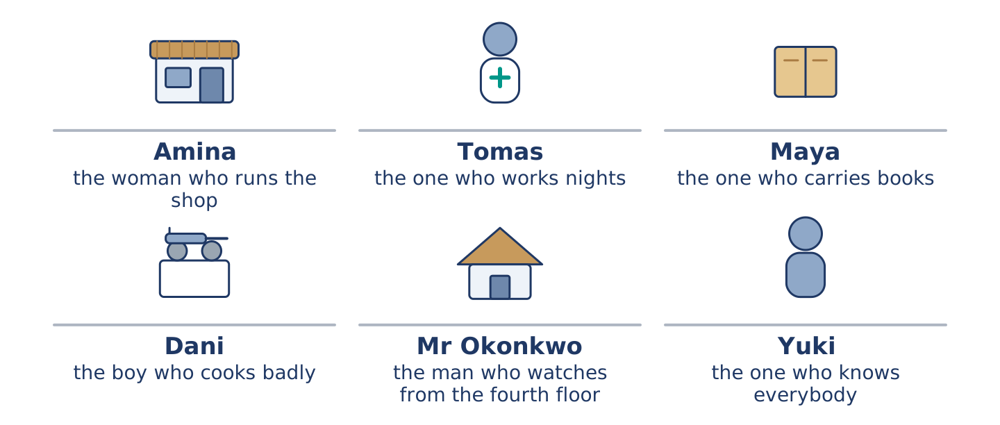 Amina
the woman who runs the
shop
Tomas
the one who works nights
Maya
the one who carries books
Dani
the boy who cooks badly
Mr Okonkwo
the man who watches
from the fourth floor
Yuki
the one who knows
everybody